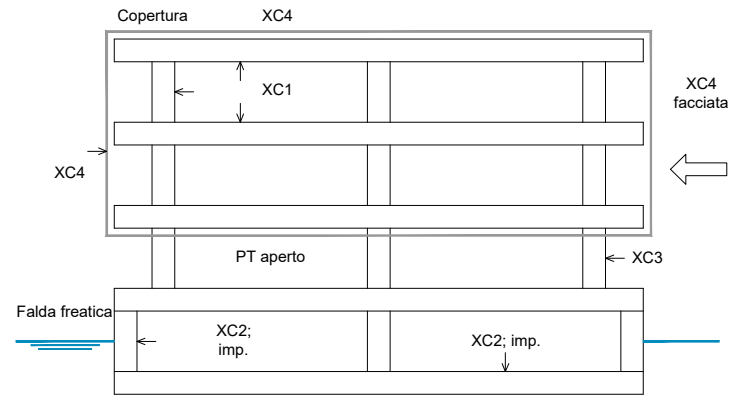 Copertura
XC4
XC1
XC4
facciata
XC4
PT aperto
XC3
Falda freatica
XC2;
imp.
XC2; imp.